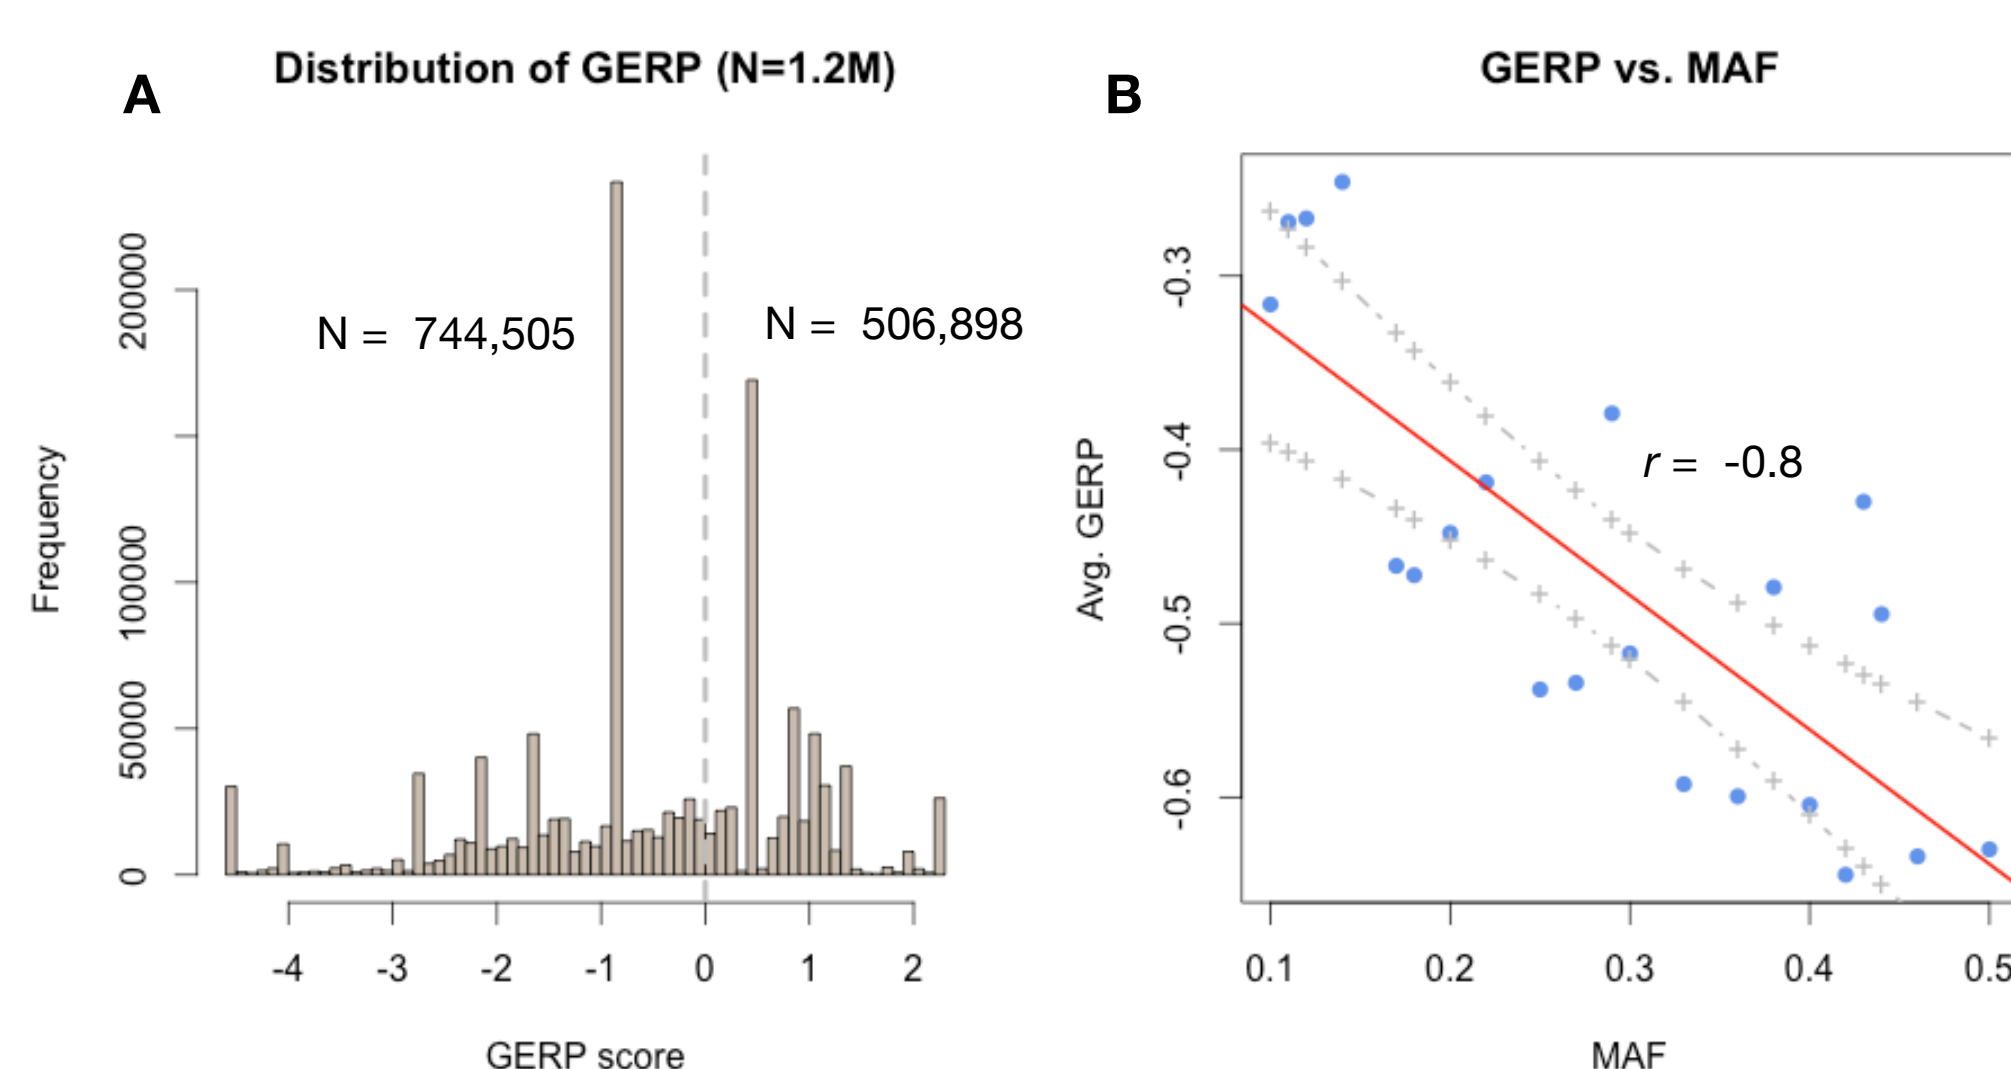 A
Distribution of GERP (N=1.2M)
Frequency
0
50000
100000
200000
N = 744,505
N = 506,898
-4 -3 -2 -1 0 1 2
GERP score
B
GERP vs. MAF
Avg. GERP
-0.3
-0.4
-0.5
-0.6
r = -0.8
0.1 0.2 0.3 0.4 0.5
MAF